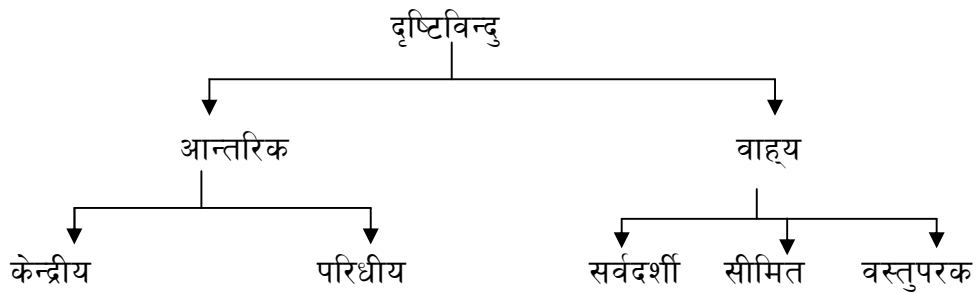 दृष्टिविन्दु
आन्तरिक वाह्य
केन्द्रीय परिधीय सर्वदर्शी सीमित वस्तुपरक